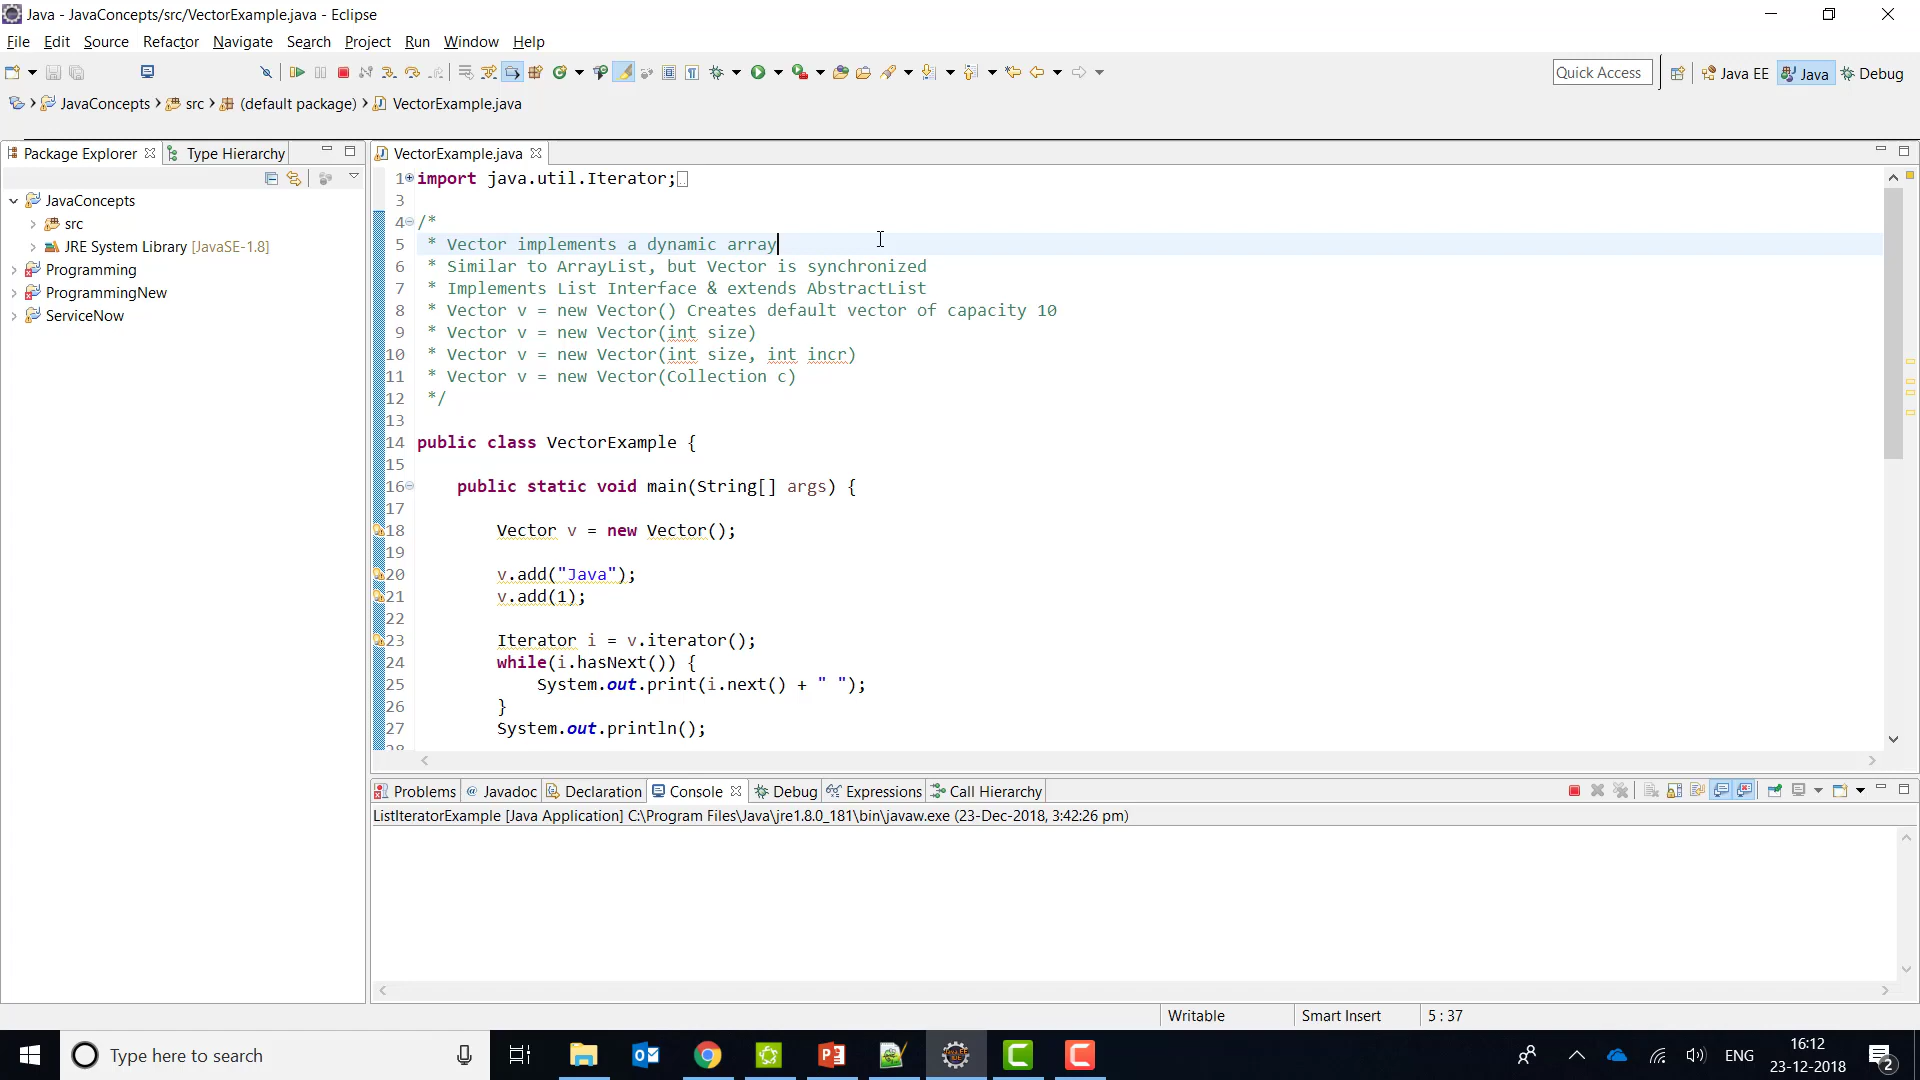 Java - JavaConcepts/src/VectorExample.java - Eclipse
File Edit Source Refactor Navigate Search Project Run Window Help
Quick Access Java EE Java Debug
JavaConcepts src (default package) VectorExample.java
Package Explorer Type Hierarchy
VectorExample.java
JavaConcepts
src
JRE System Library [JavaSE-1.8]
Programming
ProgrammingNew
ServiceNow
1 import java.util.Iterator;
3
4 /*
5 * Vector implements a dynamic array
6 * Similar to ArrayList, but Vector is synchronized
7 * Implements List Interface & extends AbstractList
8 * Vector v = new Vector() Creates default vector of capacity 10
9 * Vector v = new Vector(int size)
10 * Vector v = new Vector(int size, int incr)
11 * Vector v = new Vector(Collection c)
12 */
13
14 public class VectorExample {
15
16 public static void main(String[] args) {
17
18 Vector v = new Vector();
19
20 v.add("Java");
21 v.add(1);
22
23 Iterator i = v.iterator();
24 while(i.hasNext()) {
25 System.out.print(i.next() + " ");
26 }
27 System.out.println();
28
Problems Javadoc Declaration Console Debug Expressions Call Hierarchy
ListIteratorExample [Java Application] C:\Program Files\Java\jre1.8.0_181\bin\javaw.exe (23-Dec-2018, 3:42:26 pm)
Writable Smart Insert 5 : 37
Type here to search
ENG
16:12
23-12-2018
2